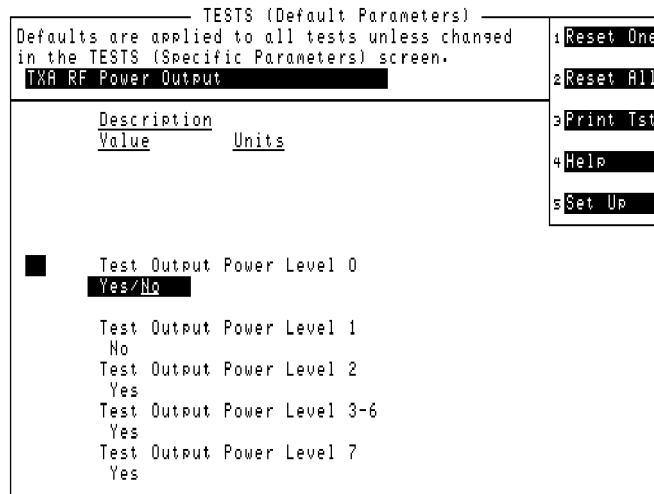 TESTS (Default Parameters)
Defaults are applied to all tests unless changed
in the TESTS (Specific Parameters) screen.
TXA RF Power Output
1 Reset One
2 Reset All
3 Print Tst
4 Help
5 Set Up
Description
Value Units
Test Output Power Level 0
Yes/No
Test Output Power Level 1
No
Test Output Power Level 2
Yes
Test Output Power Level 3-6
Yes
Test Output Power Level 7
Yes